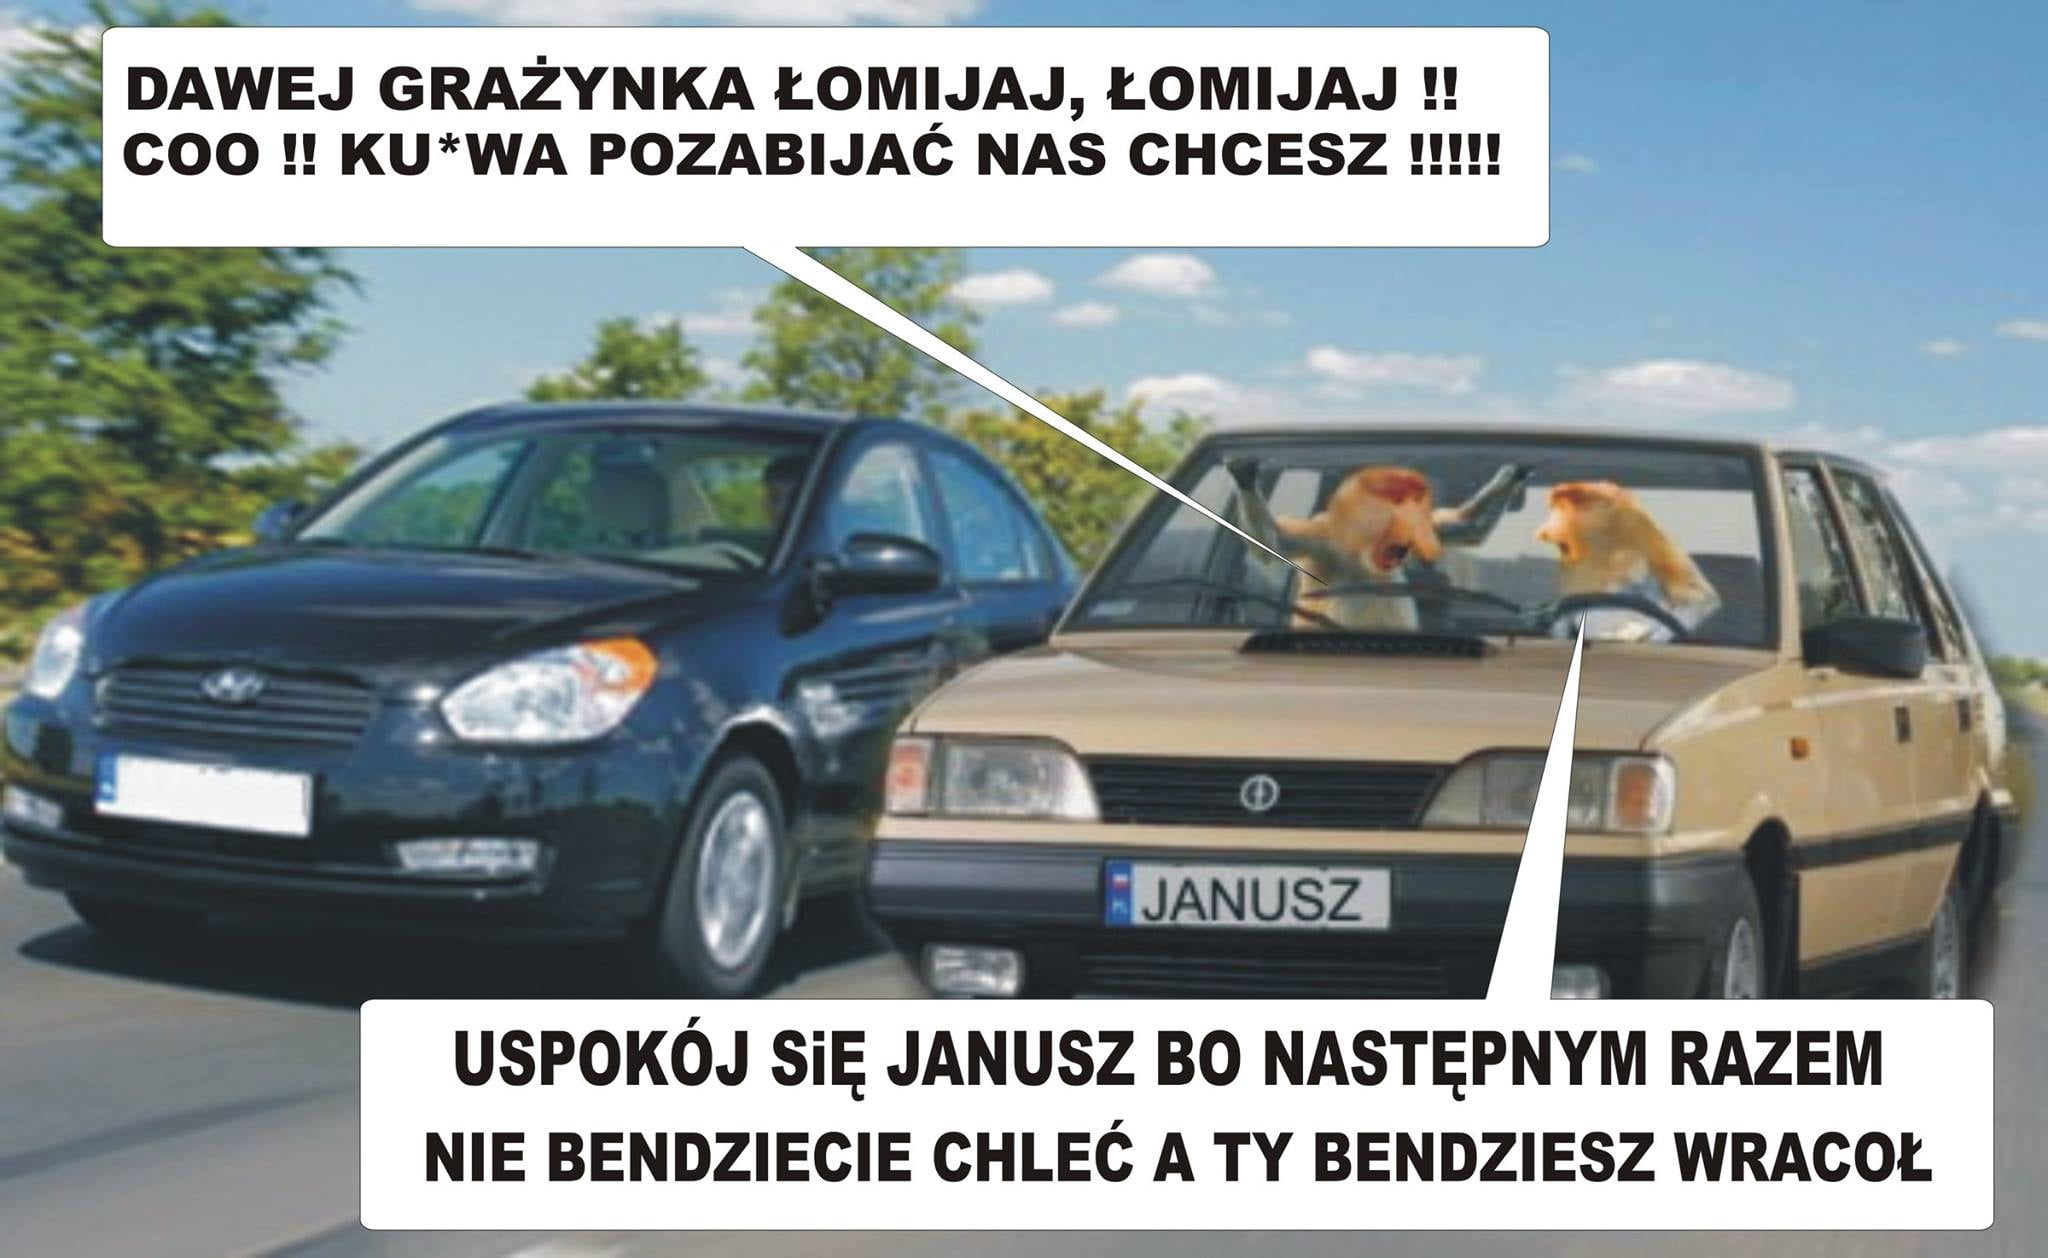 DAWEJ GRAŻYNKA ŁOMIJAJ, ŁOMIJAJ !!
COO !! KU*WA POZABIJAĆ NAS CHCESZ !!!!!
JANUSZ
USPOKÓJ SiĘ JANUSZ BO NASTĘPNYM RAZEM
NIE BENDZIECIE CHLEĆ A TY BENDZIESZ WRACOŁ